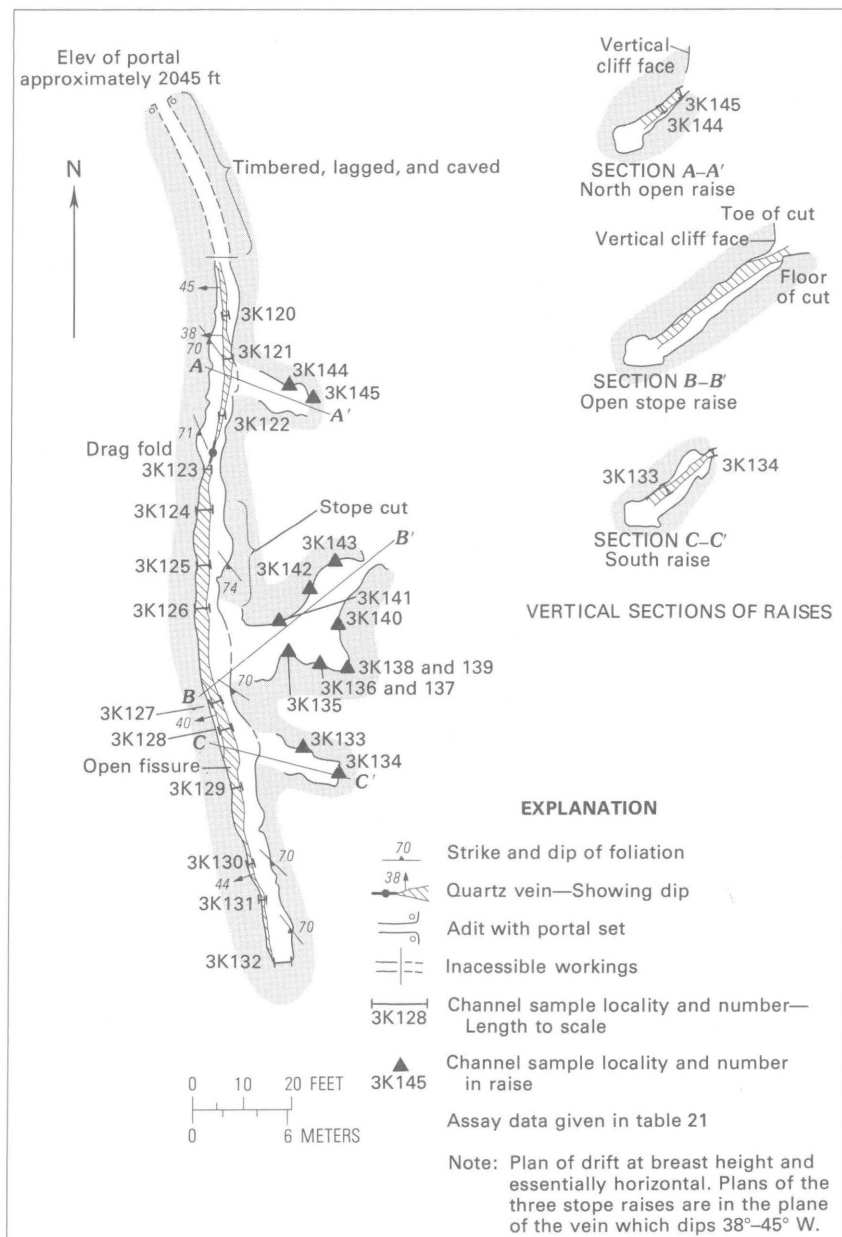 Elev of portal
approximately 2045 ft
N
Timbered, lagged, and caved
45
3K120
38
70
3K121
A
3K144
3K145
A'
3K122
71
Drag fold
3K123
3K124
Stope cut
3K143
B'
3K142
3K125
74
3K141
3K126
3K140
3K138 and 139
3K136 and 137
3K135
B
70
3K127
40
3K128
C
3K133
3K134
Open fissure
C'
3K129
3K130
70
44
3K131
70
3K132
0 10 20 FEET
0 6 METERS
Vertical
cliff face
3K145
3K144
SECTION A–A'
North open raise
Toe of cut
Vertical cliff face
Floor
of cut
SECTION B–B'
Open stope raise
3K133
3K134
SECTION C–C'
South raise
VERTICAL SECTIONS OF RAISES
EXPLANATION
70
Strike and dip of foliation
38
Quartz vein—Showing dip
Adit with portal set
Inacessible workings
3K128
Channel sample locality and number—
Length to scale
3K145
Channel sample locality and number
in raise
Assay data given in table 21
Note: Plan of drift at breast height and
essentially horizontal. Plans of the
three stope raises are in the plane
of the vein which dips 38°–45° W.